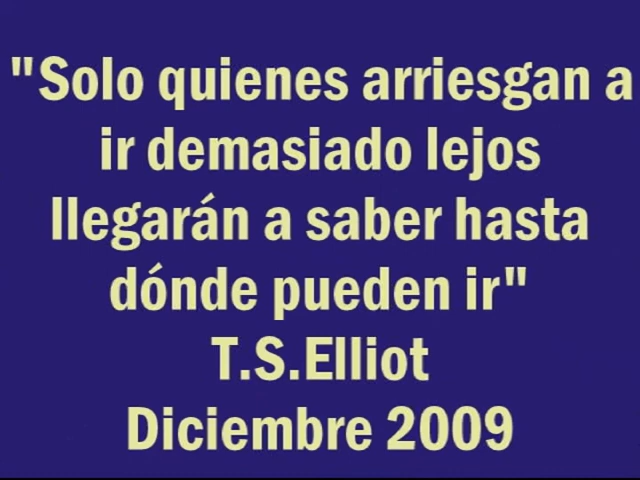 "Solo quienes arriesgan a
ir demasiado lejos
llegarán a saber hasta
dónde pueden ir"
T.S.Elliot
Diciembre 2009